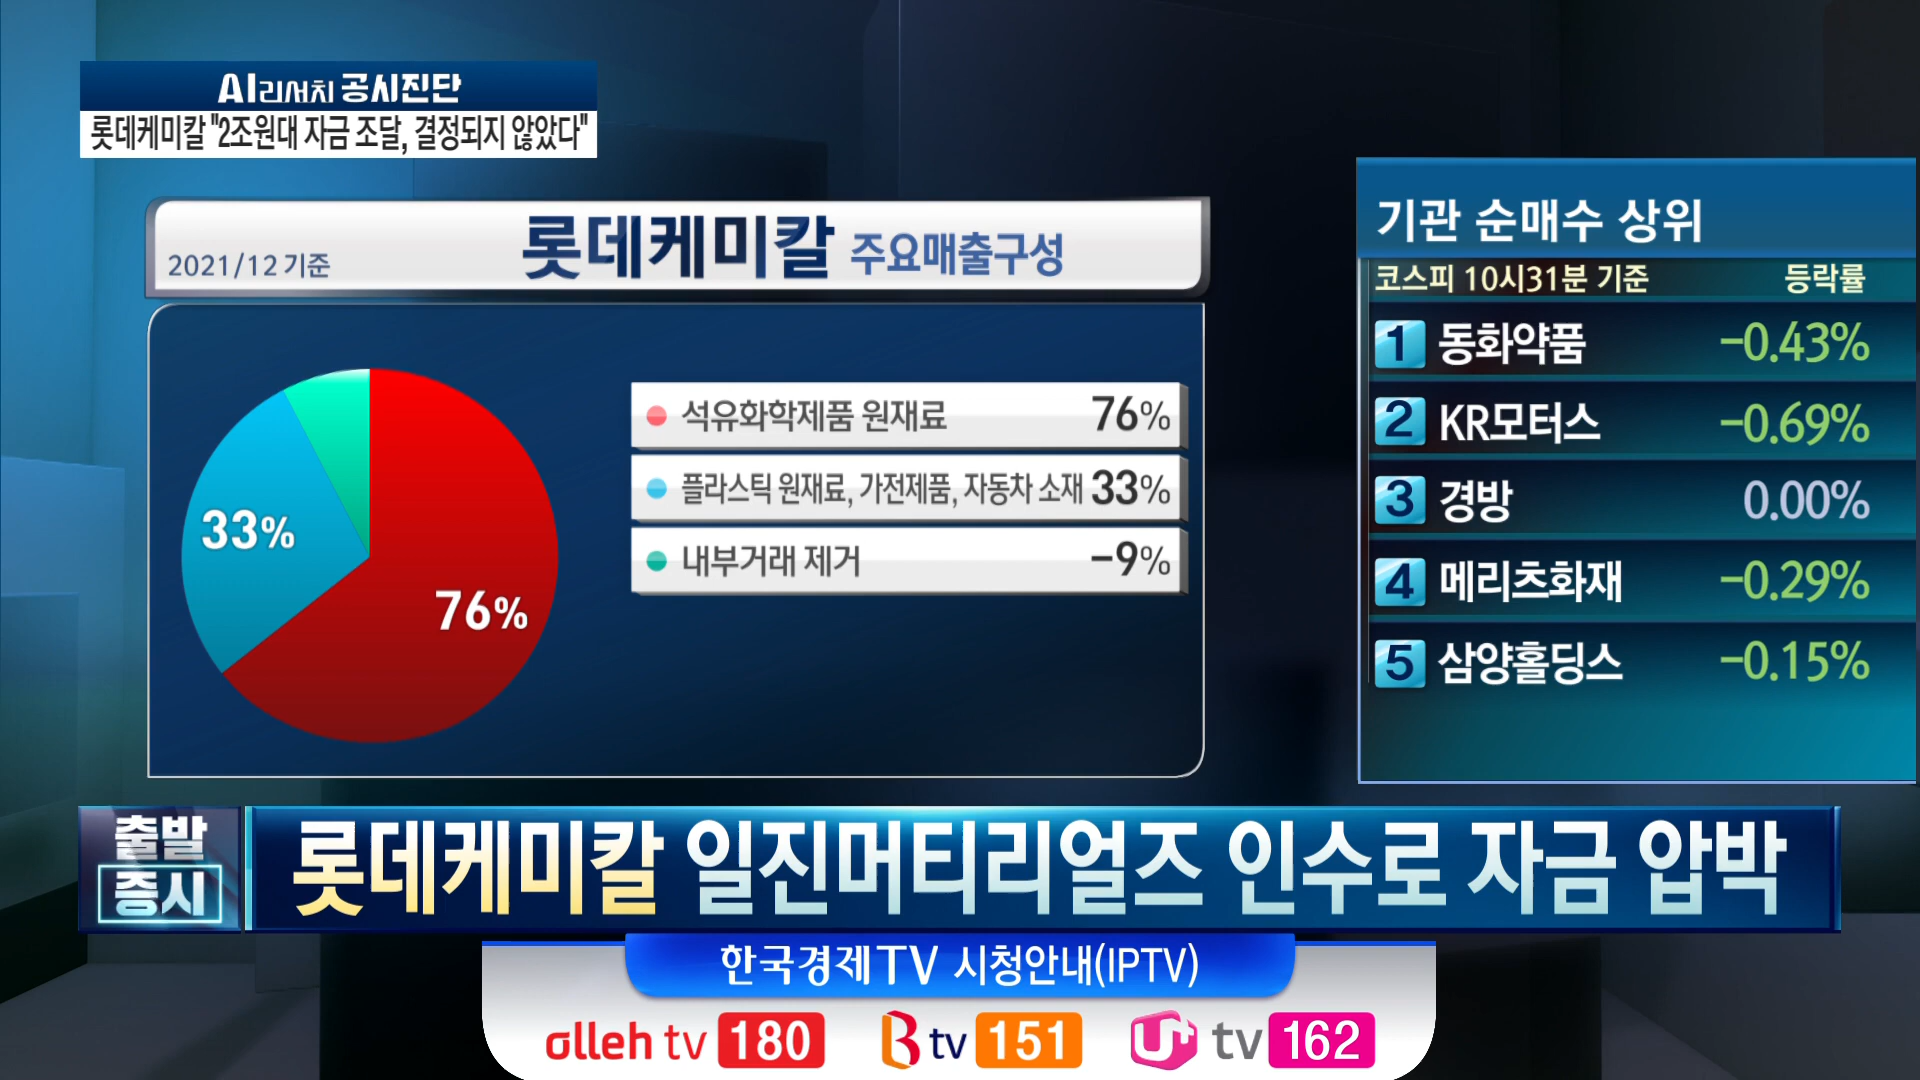 AI리서치 공시진단
롯데케미칼 "2조원대 자금 조달, 결정되지 않았다"
2021/12 기준
롯데케미칼 주요매출구성
33%
76%
석유화학제품 원재료 76%
플라스틱 원재료, 가전제품, 자동차 소재 33%
내부거래 제거 -9%
기관 순매수 상위
코스피 10시31분 기준 등락률
1 동화약품 -0.43%
2 KR모터스 -0.69%
3 경방 0.00%
4 메리츠화재 -0.29%
5 삼양홀딩스 -0.15%
출발
증시
롯데케미칼 일진머티리얼즈 인수로 자금 압박
한국경제TV 시청안내(IPTV)
olleh tv 180 B tv 151 U+ tv 162